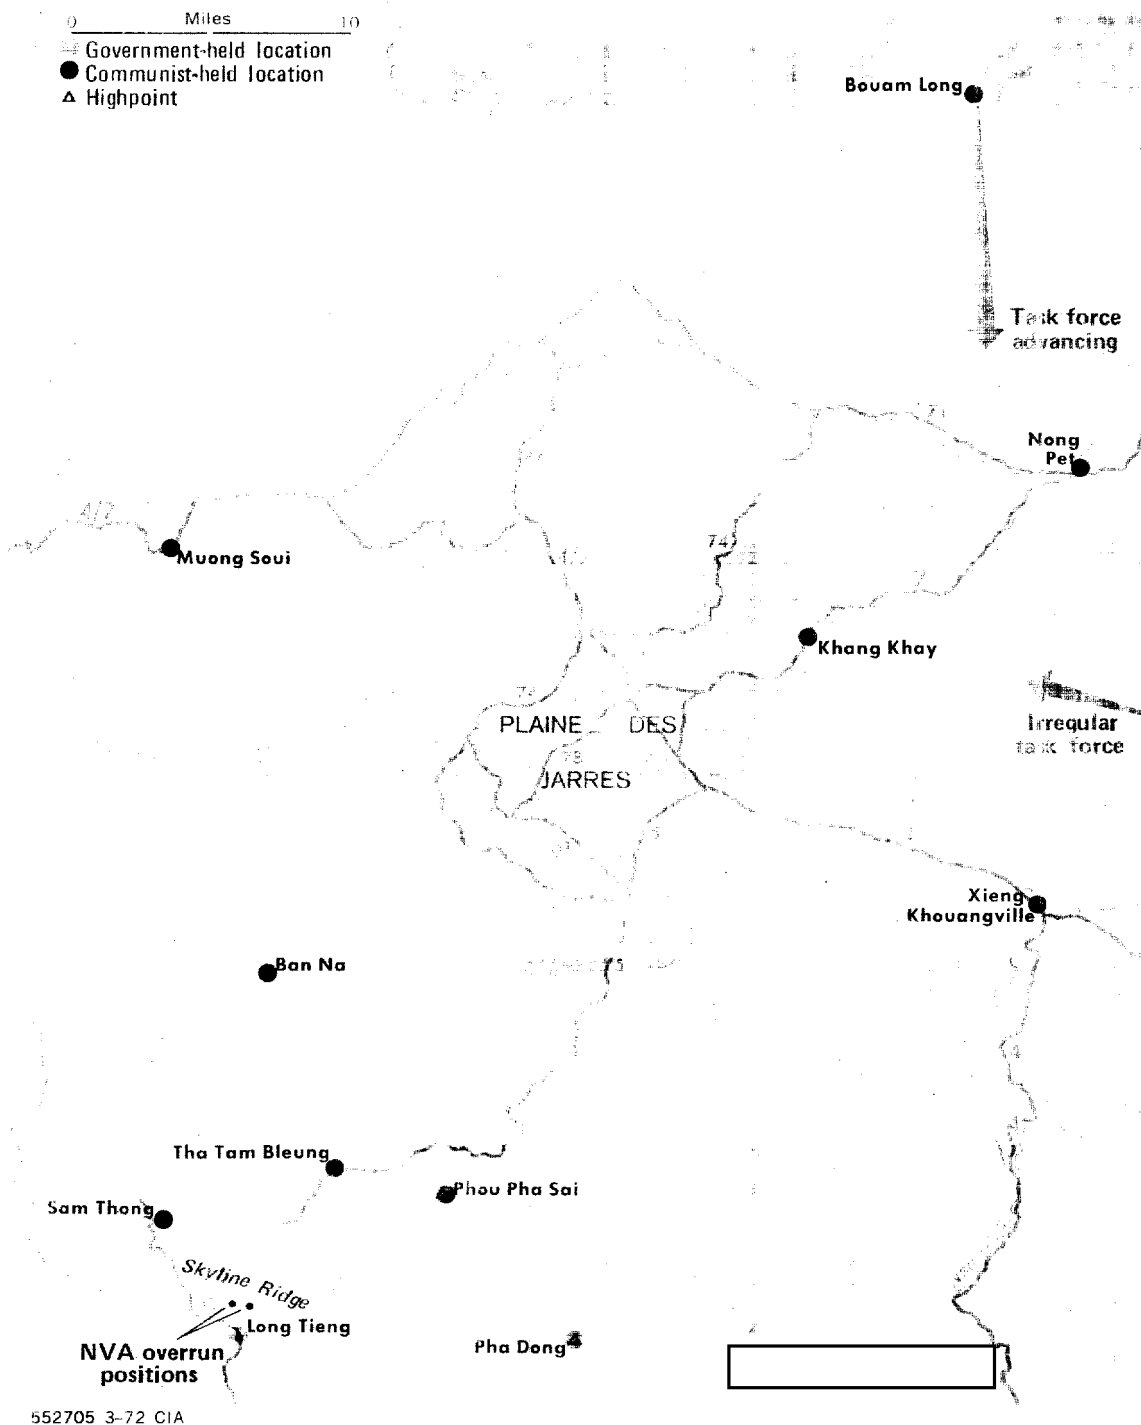 0 Miles 10
Government-held location
Communist-held location
Highpoint
Bouam Long
Task force
advancing
Nong
Pet
Muong Soui
74
Khang Khay
7
PLAINE DES
JARRES
Irregular
task force
Xieng
Khouangville
Ban Na
4
Tha Tam Bleung
Phou Pha Sai
Sam Thong
Skyline Ridge
Long Tieng
NVA overrun
positions
Pha Dong
552705 3-72 CIA